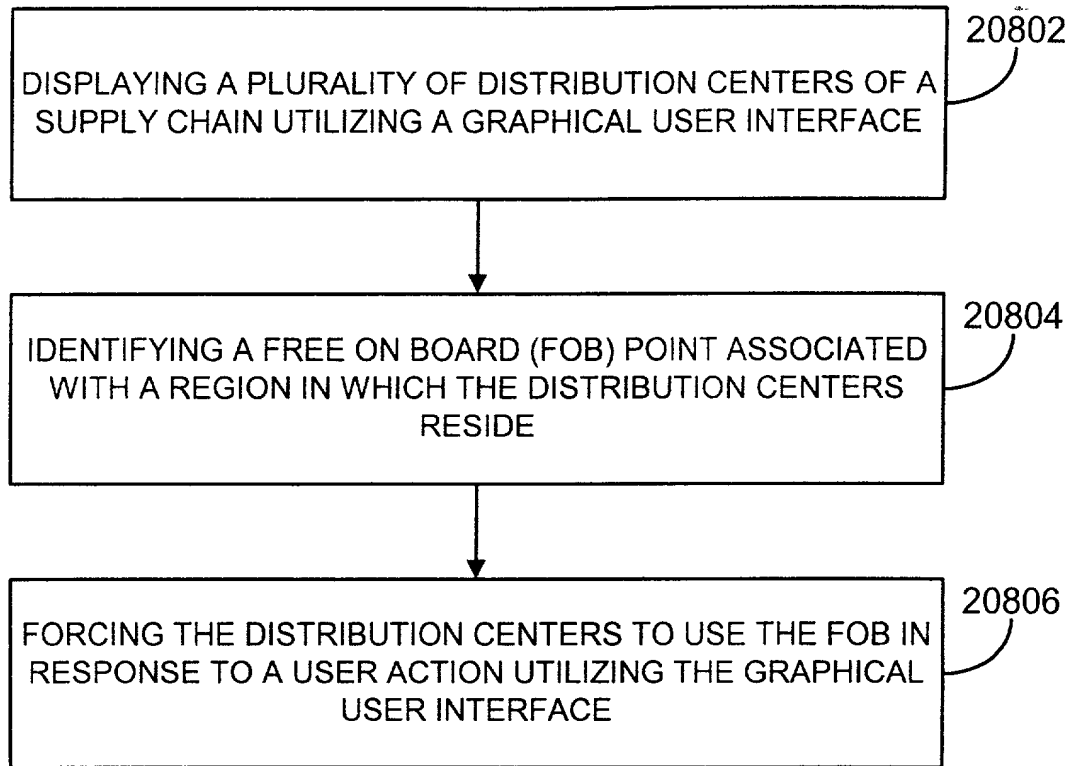 20802
DISPLAYING A PLURALITY OF DISTRIBUTION CENTERS OF A
SUPPLY CHAIN UTILIZING A GRAPHICAL USER INTERFACE
20804
IDENTIFYING A FREE ON BOARD (FOB) POINT ASSOCIATED
WITH A REGION IN WHICH THE DISTRIBUTION CENTERS
RESIDE
20806
FORCING THE DISTRIBUTION CENTERS TO USE THE FOB IN
RESPONSE TO A USER ACTION UTILIZING THE GRAPHICAL
USER INTERFACE